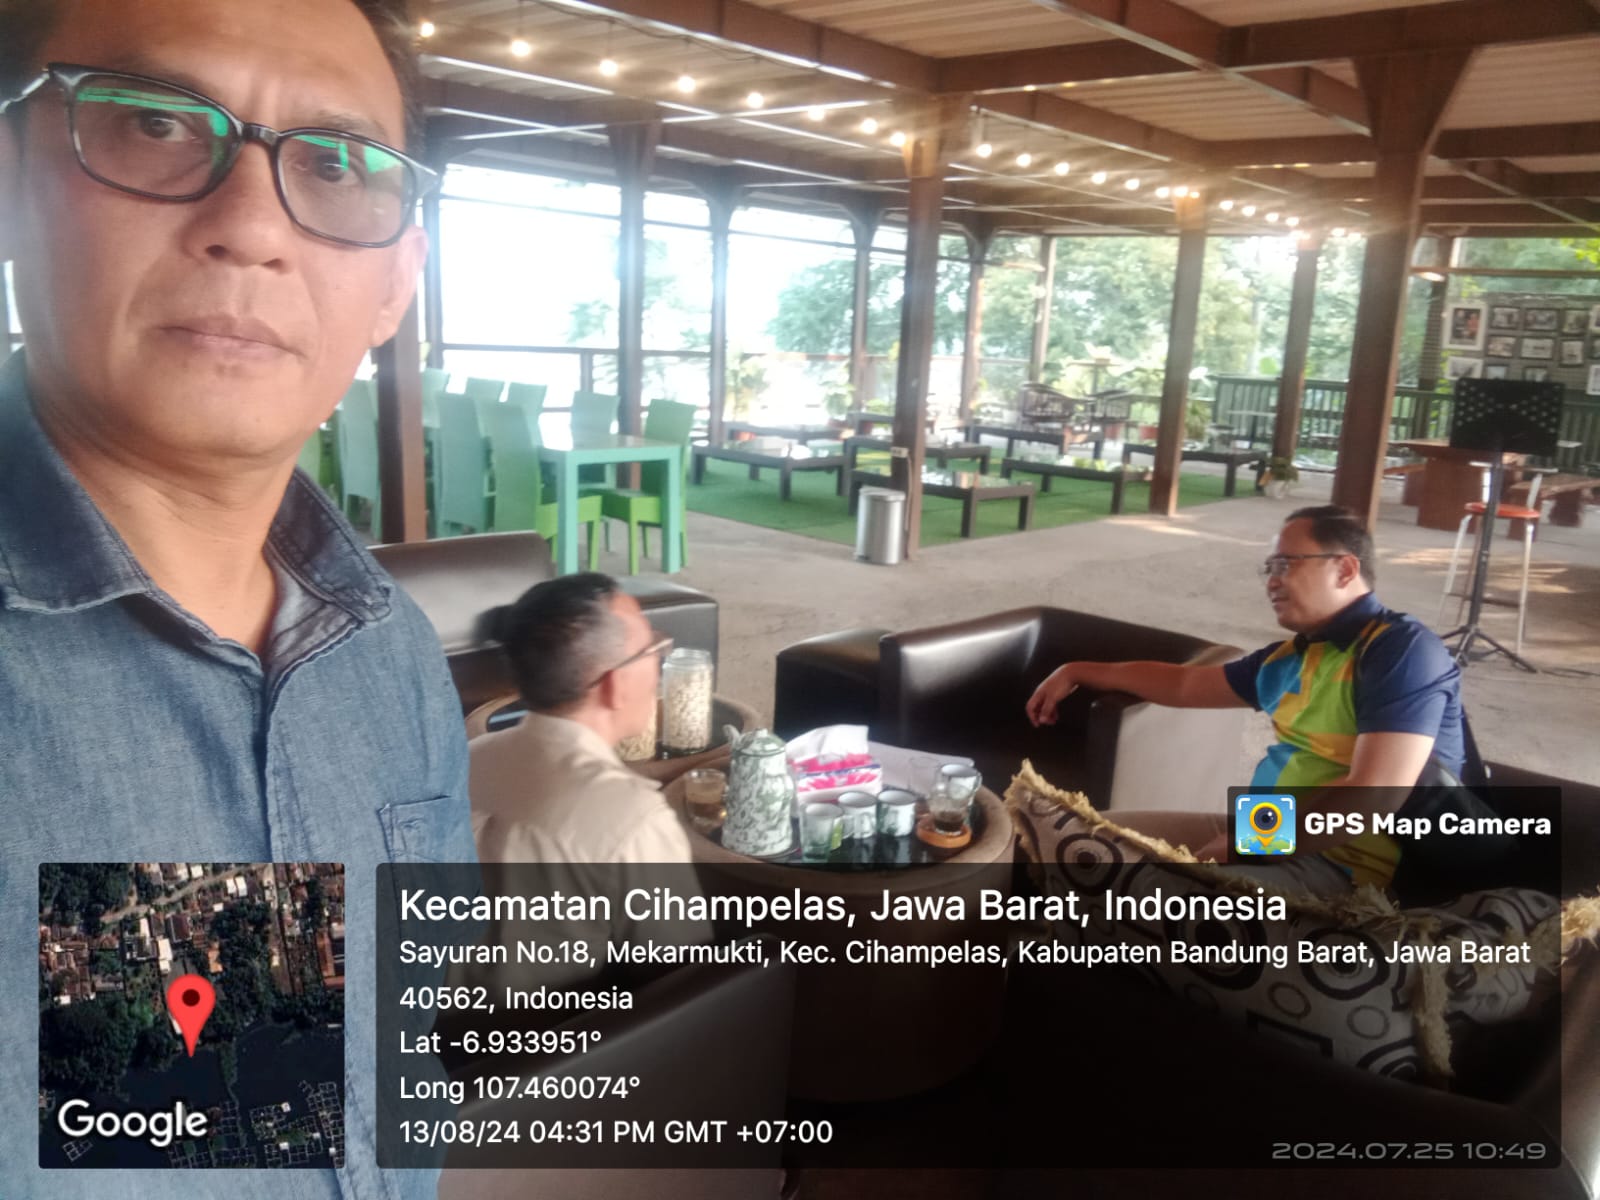 GPS Map Camera
Kecamatan Cihampelas, Jawa Barat, Indonesia
Sayuran No.18, Mekarmukti, Kec. Cihampelas, Kabupaten Bandung Barat, Jawa Barat
40562, Indonesia
Lat -6.933951°
Long 107.460074°
13/08/24 04:31 PM GMT +07:00
Google
2024.07.25 10:49